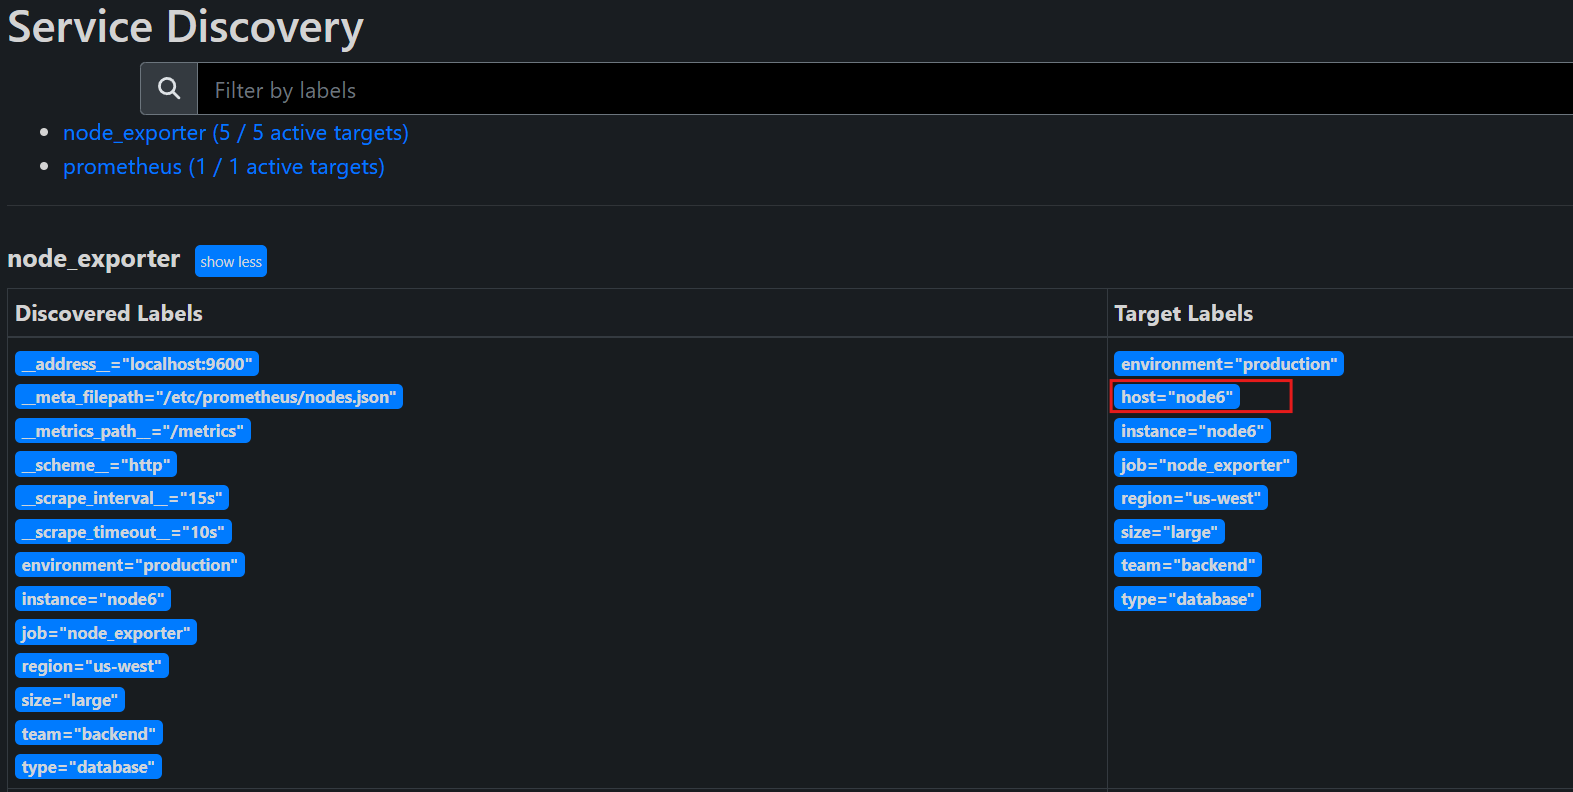 Service Discovery
Filter by labels
node_exporter (5 / 5 active targets)
prometheus (1 / 1 active targets)
node_exporter show less
Discovered Labels
__address__="localhost:9600"
__meta_filepath="/etc/prometheus/nodes.json"
__metrics_path__="/metrics"
__scheme__="http"
__scrape_interval__="15s"
__scrape_timeout__="10s"
environment="production"
instance="node6"
job="node_exporter"
region="us-west"
size="large"
team="backend"
type="database"
Target Labels
environment="production"
host="node6"
instance="node6"
job="node_exporter"
region="us-west"
size="large"
team="backend"
type="database"